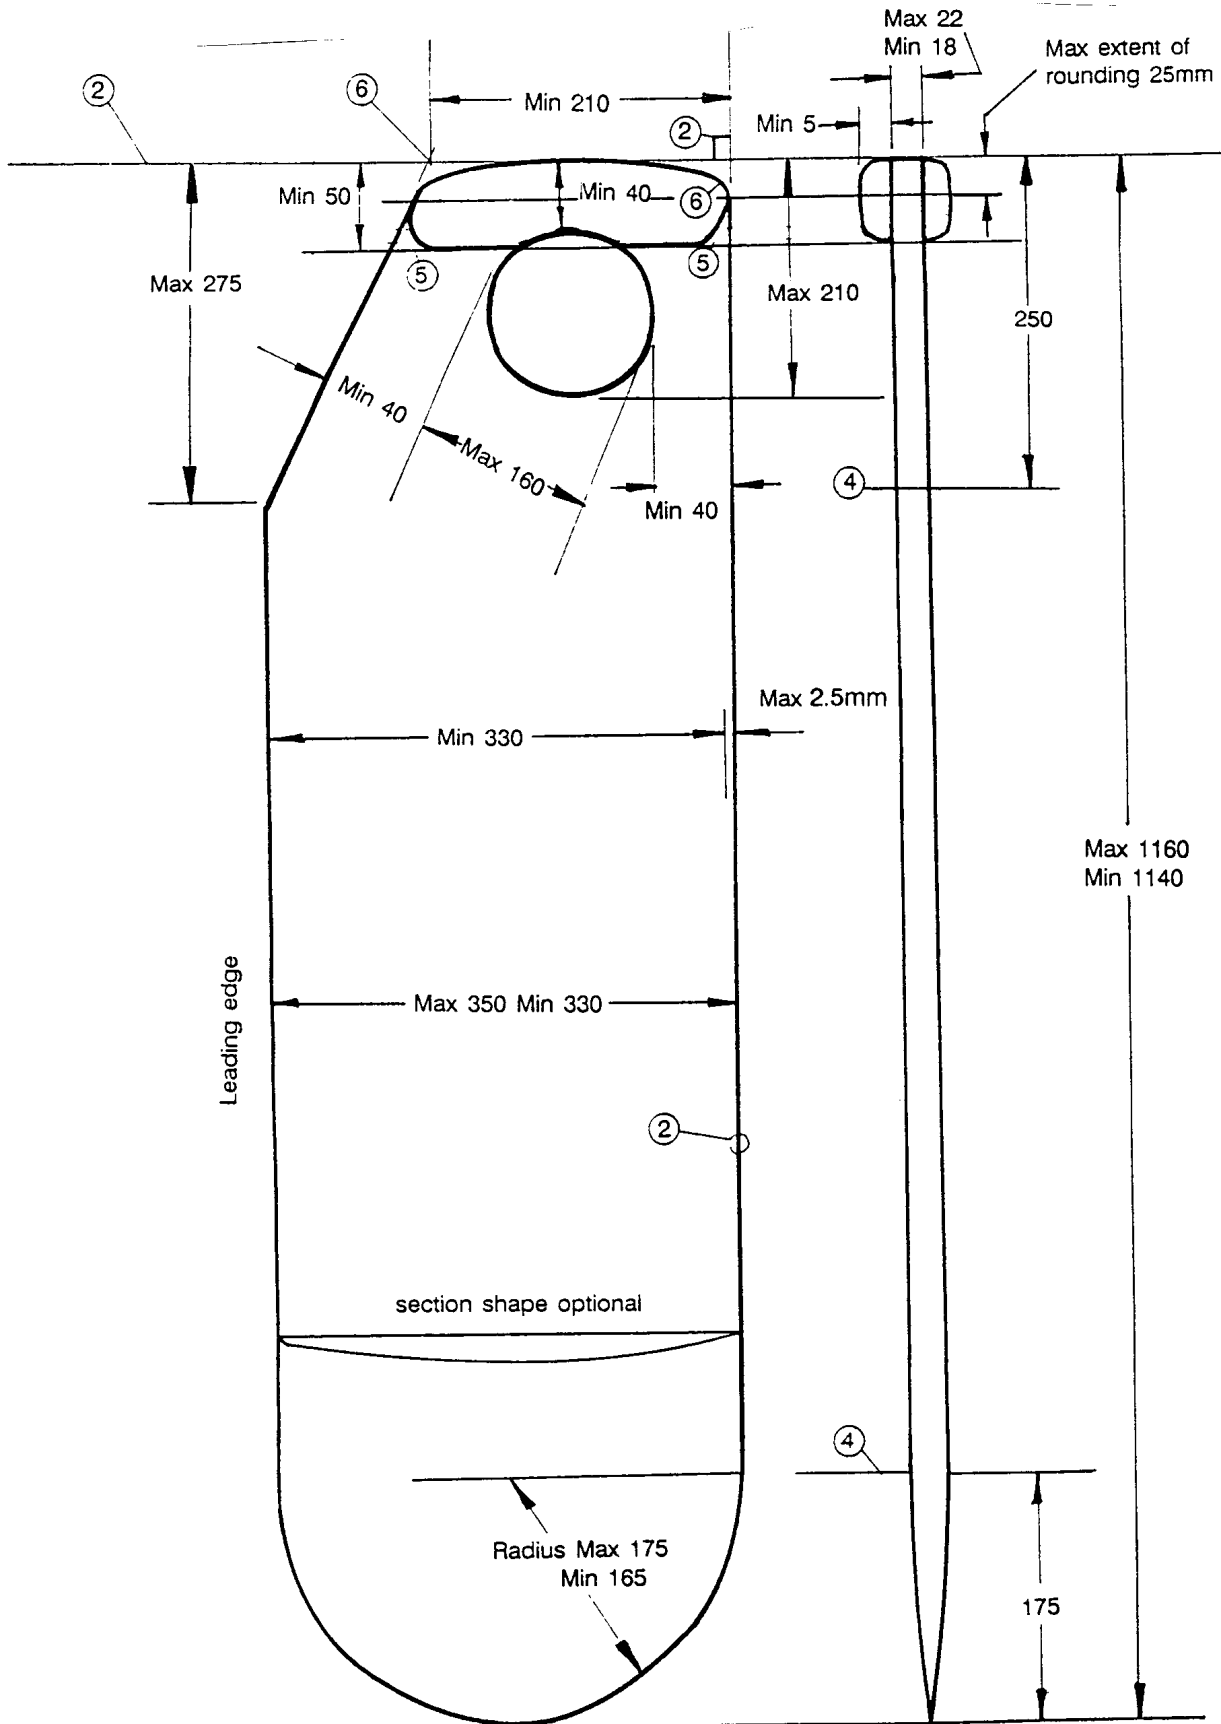 Max 22
Min 18
Max extent of
rounding 25mm
2
6
Min 210
2
Min 5
Min 50
Min 40
6
5
5
Max 275
Max 210
250
Min 40
Max 160
Min 40
4
Max 2.5mm
Min 330
Max 1160
Min 1140
Leading edge
Max 350 Min 330
2
section shape optional
4
Radius Max 175
Min 165
175